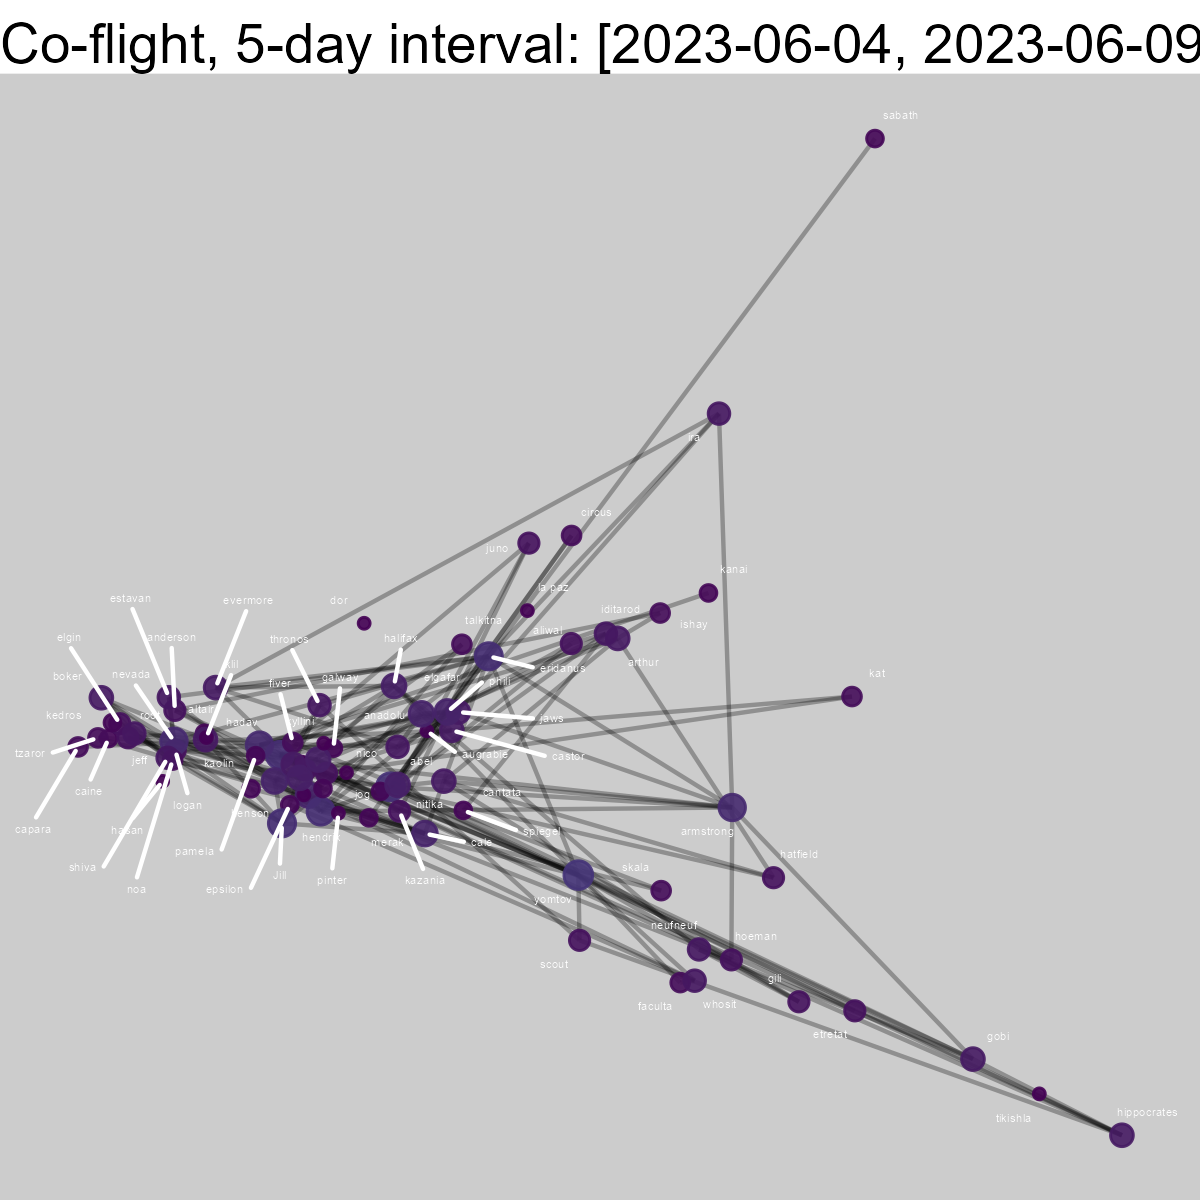 Co-flight, 5-day interval: [2023-06-04, 2023-06-09
sabath
ira
circus
juno
kanai
la paz
estavan
evermore
dor
iditarod
talkitna
ishay
aliwal
elgin
anderson
thronos
halifax
arthur
lilil
eridanus
nevada
boker
galway
elgafar
kat
fiver
phili
kedros
root
altair
anadolu
jaws
hadav
tzaror
nico
augrabie
castor
jeff
kaolin
abel
caine
jog
cantata
logan
nitika
benson
capara
hasan
hendrix
spiegel
armstrong
merak
cale
pamela
hatfield
shiva
skala
Jill
pinter
kazania
noa
epsilon
yomtov
neufneuf
hoeman
scout
gili
faculta
whosit
etretat
gobi
tikishla
hippocrates